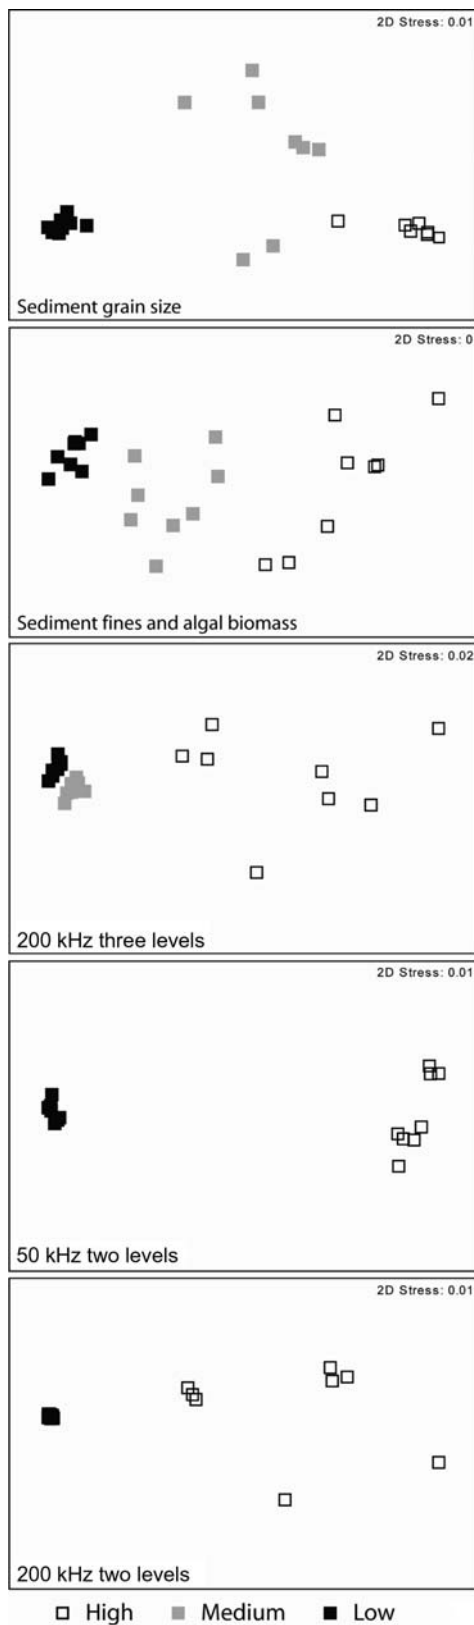 2D Stress: 0.01
Sediment grain size
2D Stress: 0
Sediment fines and algal biomass
2D Stress: 0.02
200 kHz three levels
2D Stress: 0.01
50 kHz two levels
2D Stress: 0.01
200 kHz two levels
High Medium Low